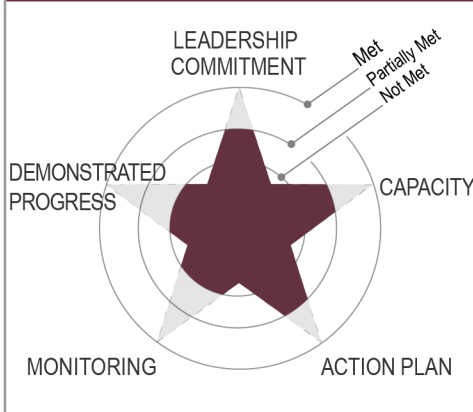 LEADERSHIP
COMMITMENT
Met
Partially Met
Not Met
DEMONSTRATED
PROGRESS
CAPACITY
MONITORING
ACTION PLAN